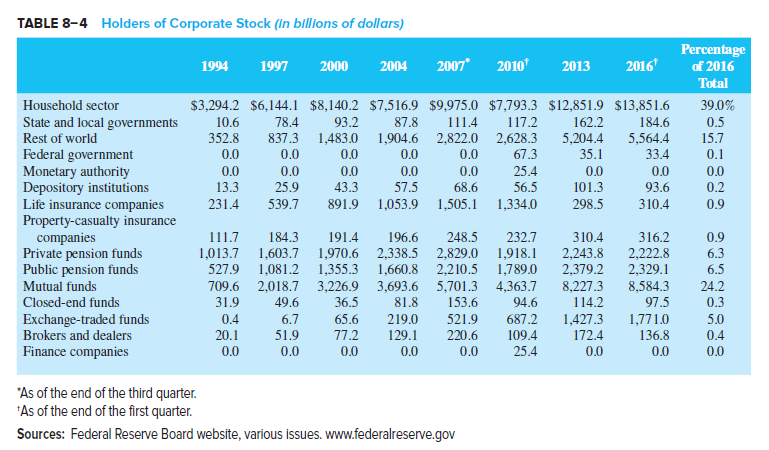 TABLE 8–4 Holders of Corporate Stock (in billions of dollars)
1994 1997 2000 2004 2007* 2010† 2013 2016† Percentage of 2016 Total
Household sector $3,294.2 $6,144.1 $8,140.2 $7,516.9 $9,975.0 $7,793.3 $12,851.9 $13,851.6 39.0%
State and local governments 10.6 78.4 93.2 87.8 111.4 117.2 162.2 184.6 0.5
Rest of world 352.8 837.3 1,483.0 1,904.6 2,822.0 2,628.3 5,204.4 5,564.4 15.7
Federal government 0.0 0.0 0.0 0.0 0.0 67.3 35.1 33.4 0.1
Monetary authority 0.0 0.0 0.0 0.0 0.0 25.4 0.0 0.0 0.0
Depository institutions 13.3 25.9 43.3 57.5 68.6 56.5 101.3 93.6 0.2
Life insurance companies 231.4 539.7 891.9 1,053.9 1,505.1 1,334.0 298.5 310.4 0.9
Property-casualty insurance
companies 111.7 184.3 191.4 196.6 248.5 232.7 310.4 316.2 0.9
Private pension funds 1,013.7 1,603.7 1,970.6 2,338.5 2,829.0 1,918.1 2,243.8 2,222.8 6.3
Public pension funds 527.9 1,081.2 1,355.3 1,660.8 2,210.5 1,789.0 2,379.2 2,329.1 6.5
Mutual funds 709.6 2,018.7 3,226.9 3,693.6 5,701.3 4,363.7 8,227.3 8,584.3 24.2
Closed-end funds 31.9 49.6 36.5 81.8 153.6 94.6 114.2 97.5 0.3
Exchange-traded funds 0.4 6.7 65.6 219.0 521.9 687.2 1,427.3 1,771.0 5.0
Brokers and dealers 20.1 51.9 77.2 129.1 220.6 109.4 172.4 136.8 0.4
Finance companies 0.0 0.0 0.0 0.0 0.0 25.4 0.0 0.0 0.0
*As of the end of the third quarter.
†As of the end of the first quarter.
Sources: Federal Reserve Board website, various issues. www.federalreserve.gov